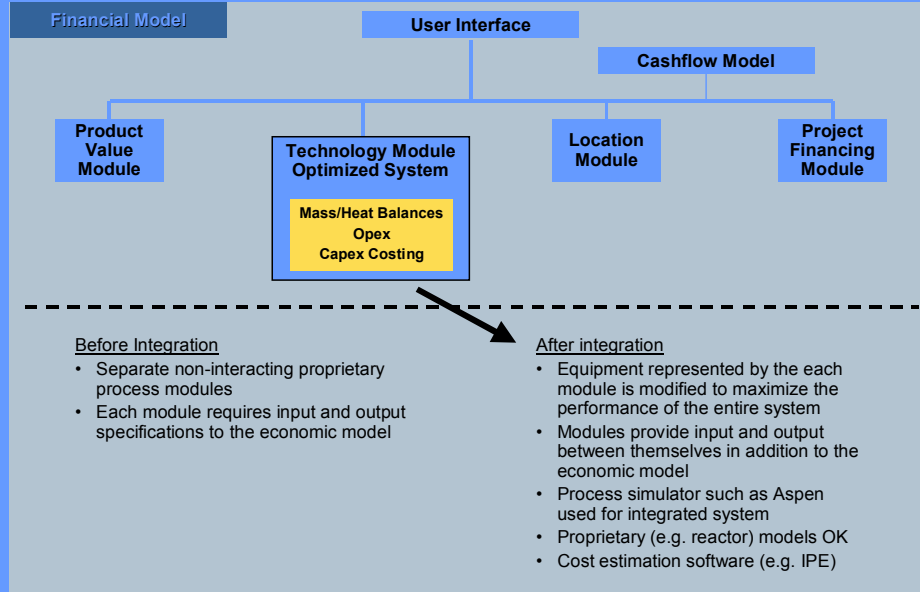 Financial Model
User Interface
Cashflow Model
Product
Value
Module
Technology Module
Optimized System
Mass/Heat Balances
Opex
Capex Costing
Location
Module
Project
Financing
Module
Before Integration
• Separate non-interacting proprietary
process modules
• Each module requires input and output
specifications to the economic model
After integration
• Equipment represented by the each
module is modified to maximize the
performance of the entire system
• Modules provide input and output
between themselves in addition to the
economic model
• Process simulator such as Aspen
used for integrated system
• Proprietary (e.g. reactor) models OK
• Cost estimation software (e.g. IPE)